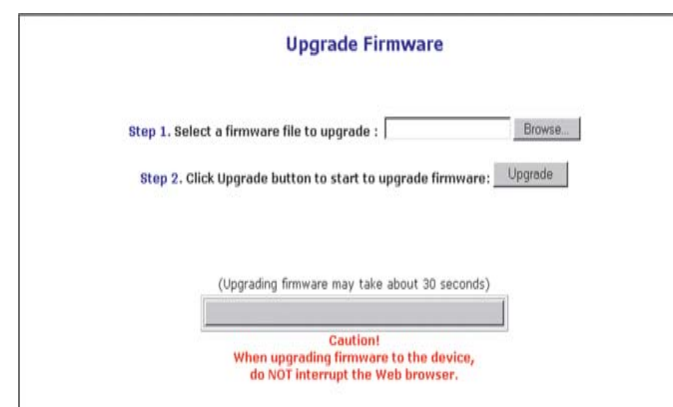 Upgrade Firmware
Step 1. Select a firmware file to upgrade : Browse...
Step 2. Click Upgrade button to start to upgrade firmware: Upgrade
(Upgrading firmware may take about 30 seconds)
Caution!
When upgrading firmware to the device,
do NOT interrupt the Web browser.